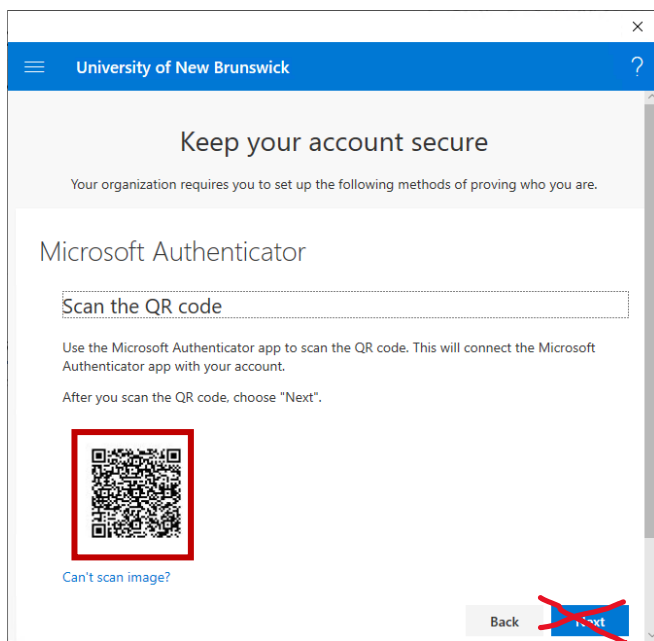 University of New Brunswick
?
Keep your account secure
Your organization requires you to set up the following methods of proving who you are.
Microsoft Authenticator
Scan the QR code
Use the Microsoft Authenticator app to scan the QR code. This will connect the Microsoft
Authenticator app with your account.
After you scan the QR code, choose "Next".
Can't scan image?
Back Next